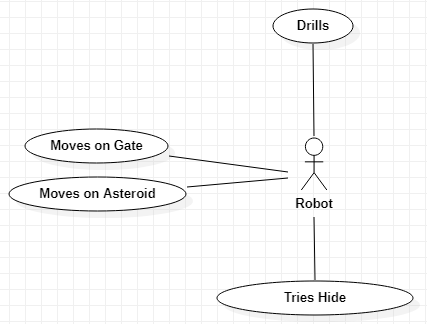 Drills
Moves on Gate
Moves on Asteroid
Robot
Tries Hide